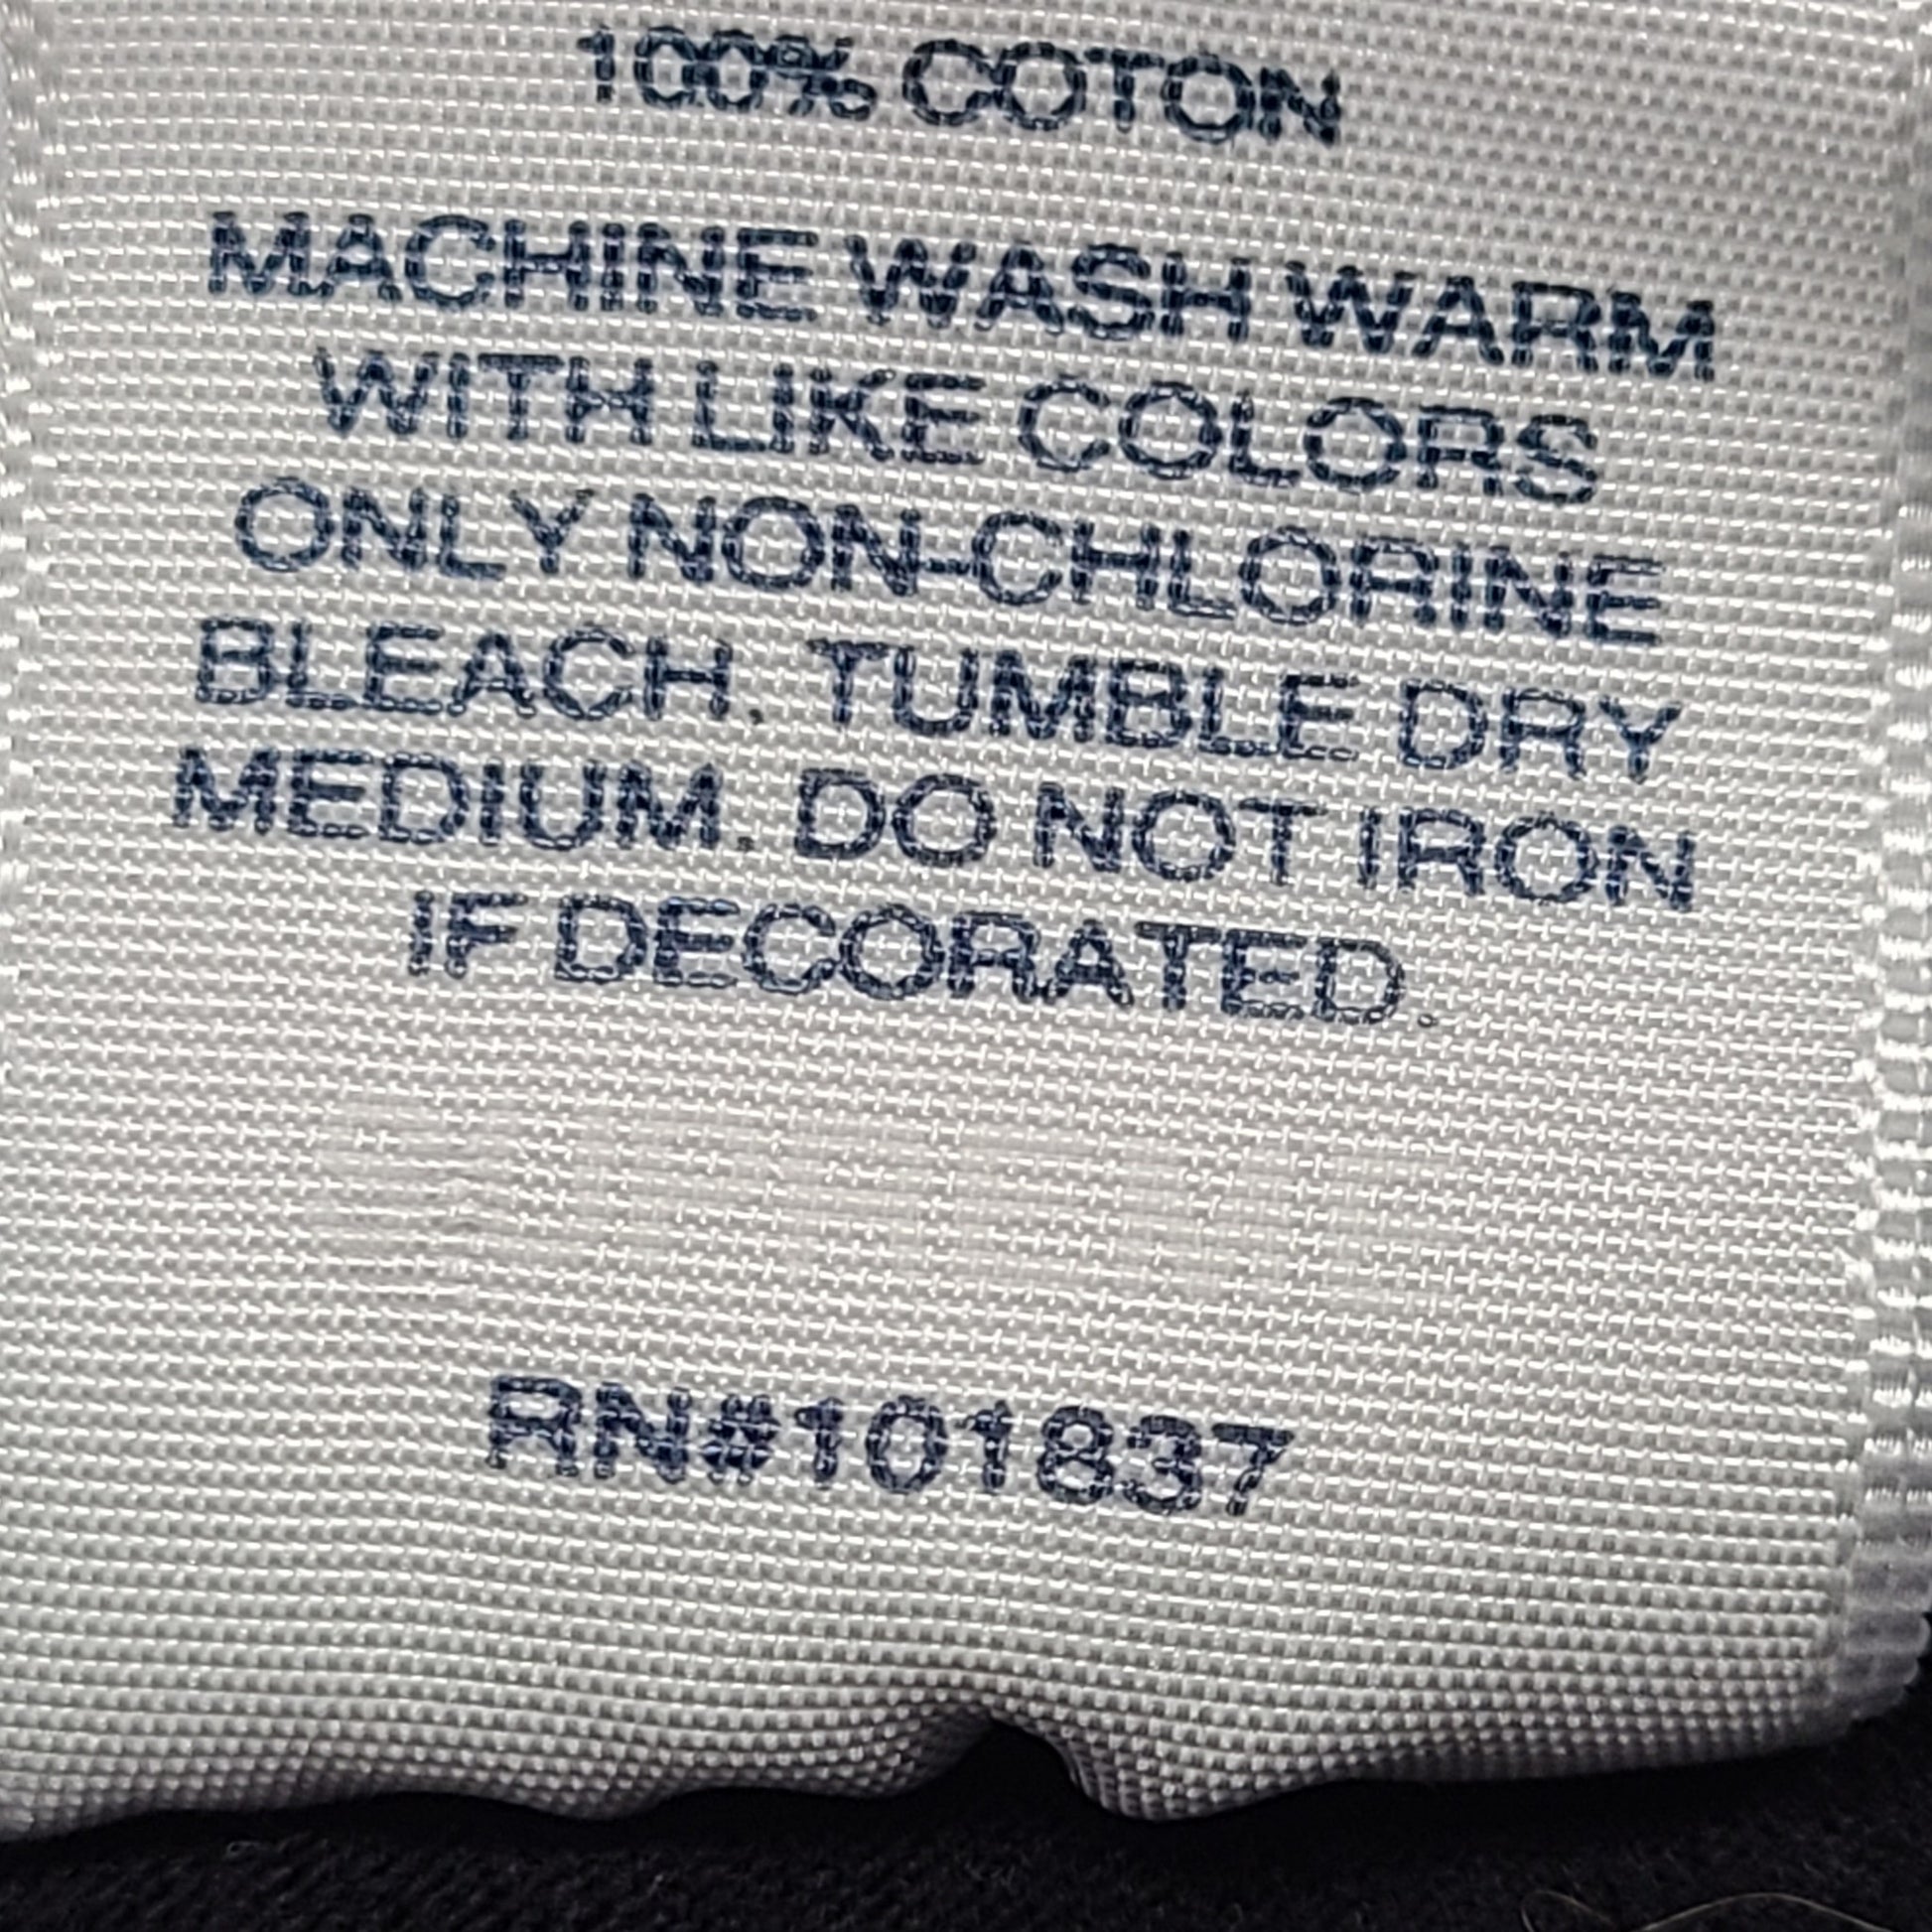 100% COTON
MACHINE WASH WARM
WITH LIKE COLORS
ONLY NON-CHLORINE
BLEACH. TUMBLE DRY
MEDIUM. DO NOT IRON
IF DECORATED.
RN#101837